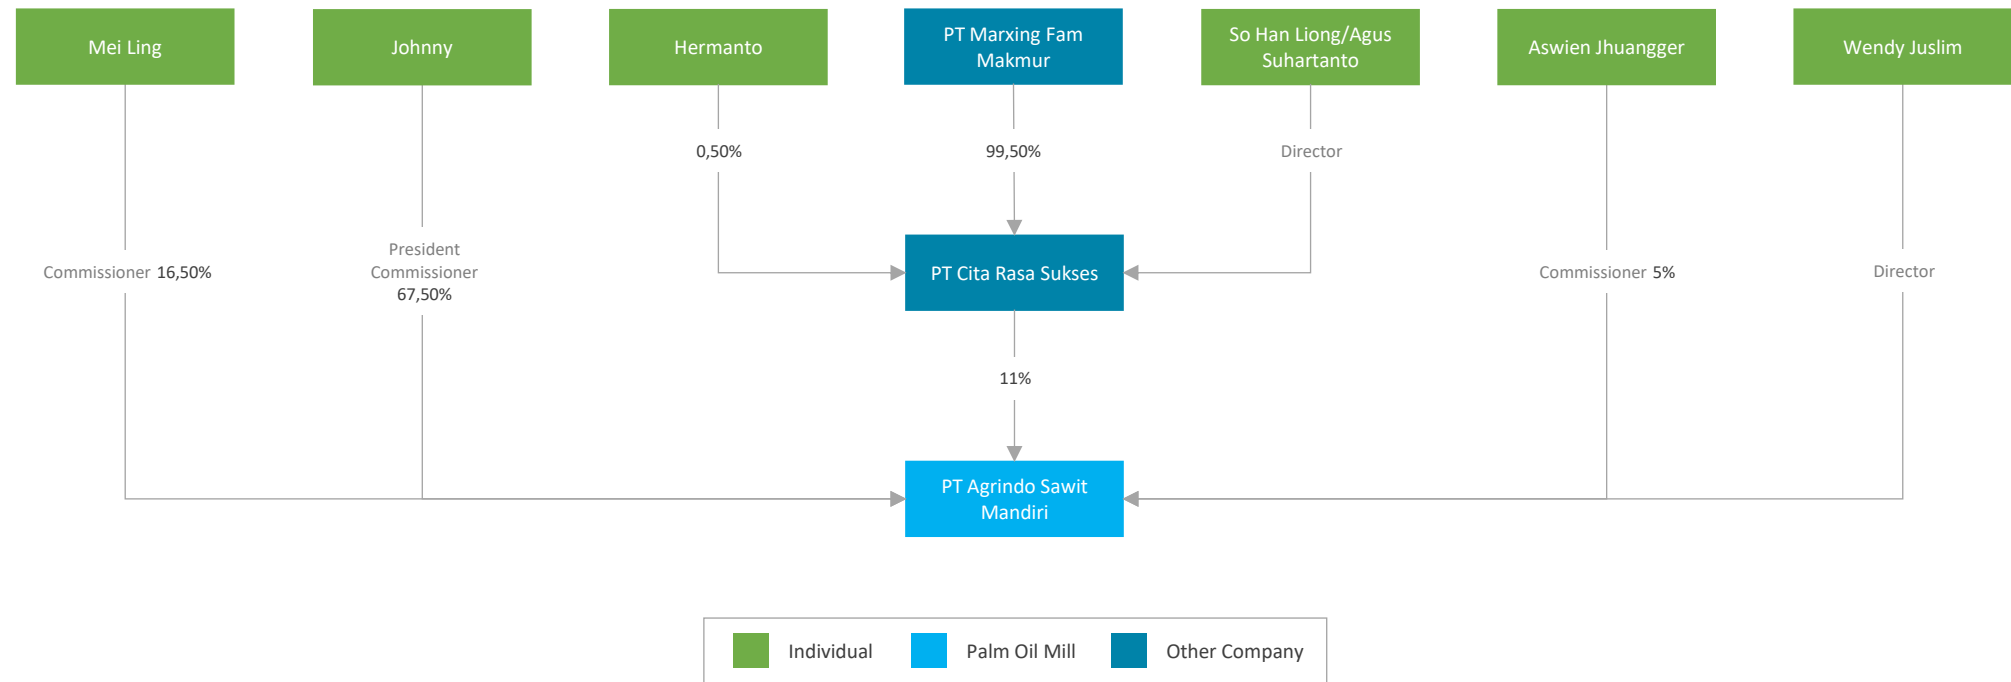 Mei Ling
Johnny
Hermanto
PT Marxing Fam
Makmur
So Han Liong/Agus
Suhartanto
Aswien Jhuangger
Wendy Juslim
0,50%
99,50%
Director
Commissioner 16,50%
President
Commissioner
67,50%
PT Cita Rasa Sukses
Commissioner 5%
Director
11%
PT Agrindo Sawit
Mandiri
Individual
Palm Oil Mill
Other Company